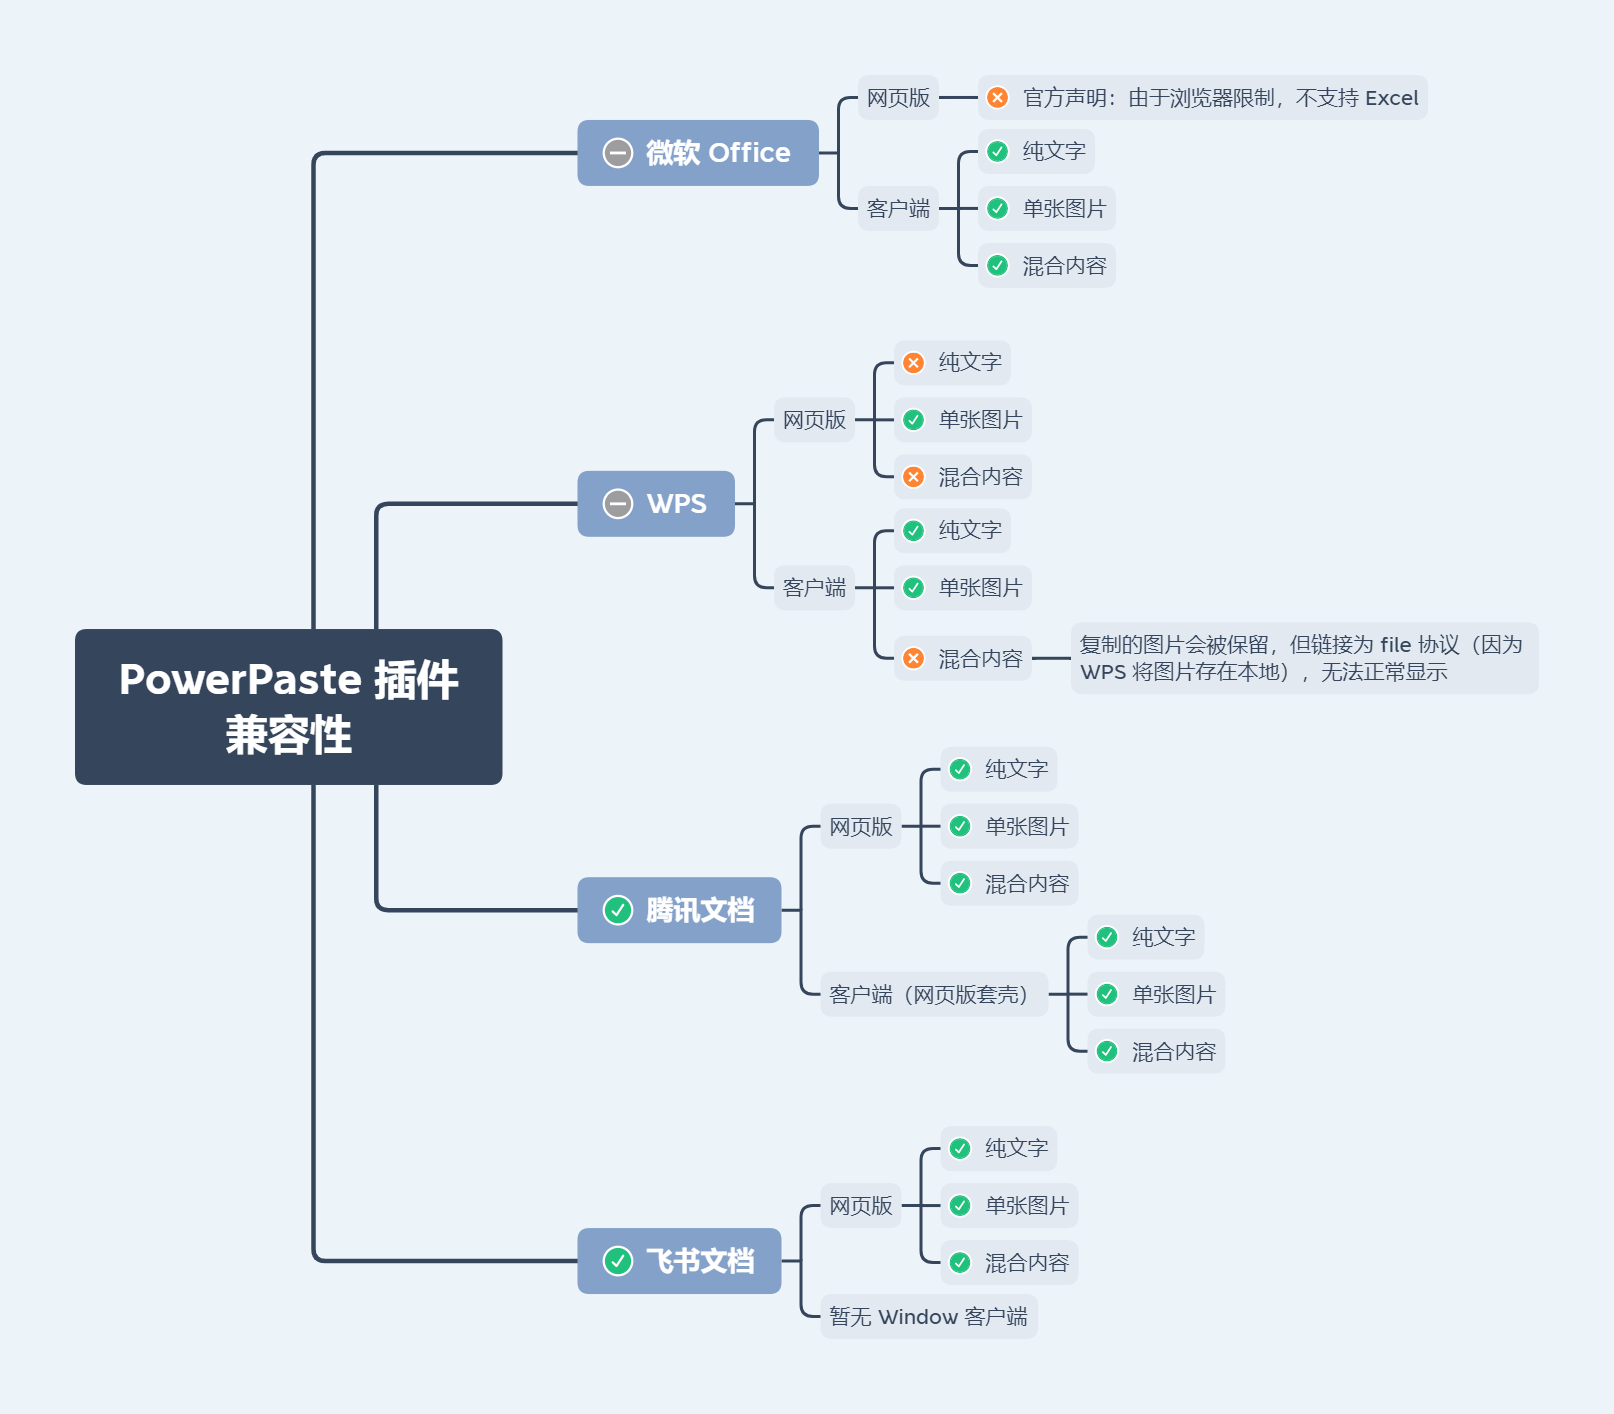 PowerPaste 插件
兼容性
微软 Office
网页版
官方声明：由于浏览器限制，不支持 Excel
客户端
纯文字
单张图片
混合内容
WPS
网页版
纯文字
单张图片
混合内容
客户端
纯文字
单张图片
混合内容
复制的图片会被保留，但链接为 file 协议（因为
WPS 将图片存在本地），无法正常显示
腾讯文档
网页版
纯文字
单张图片
混合内容
客户端（网页版套壳）
纯文字
单张图片
混合内容
飞书文档
网页版
纯文字
单张图片
混合内容
暂无 Window 客户端